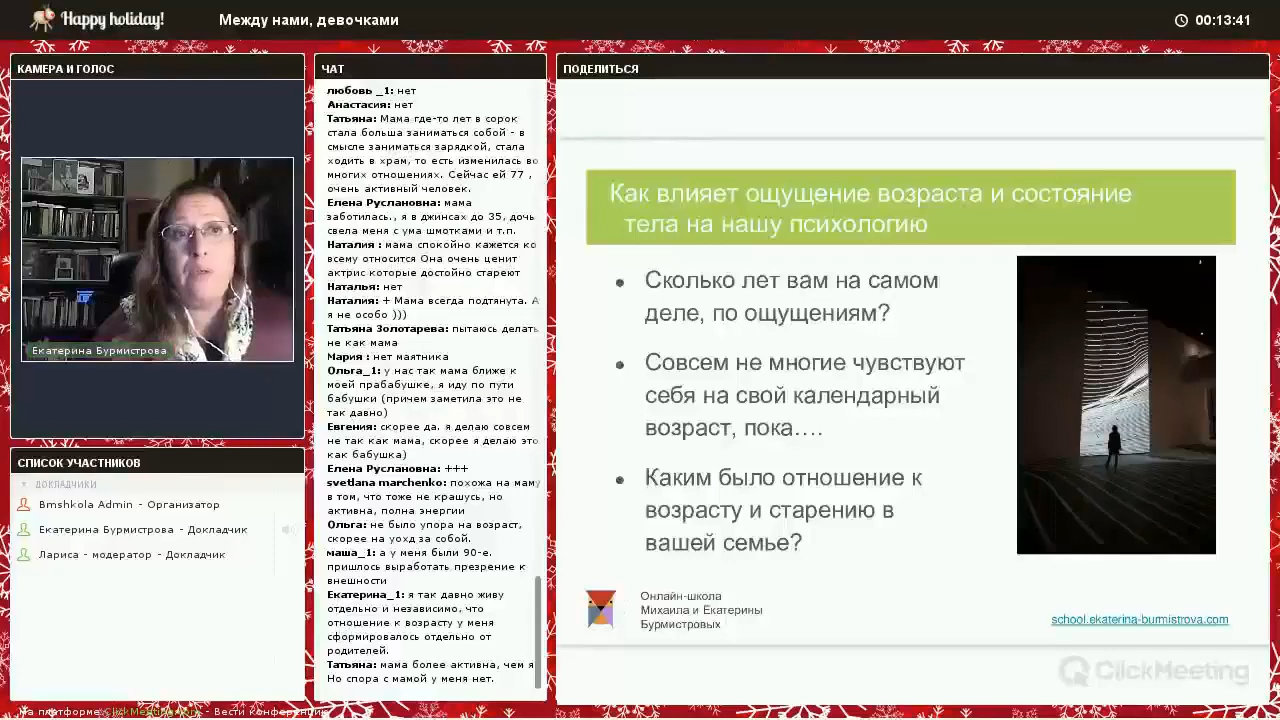 Happy holiday!
Между нами, девочками
00:13:41
КАМЕРА И ГОЛОС
Екатерина Бурмистрова
СПИСОК УЧАСТНИКОВ
ДОКЛАДЧИКИ
Bmshkola Admin - Организатор
Екатерина Бурмистрова - Докладчик
Лариса - модератор - Докладчик
ЧАТ
любовь _1: нет
Анастасия: нет
Татьяна: Мама где-то лет в сорок
стала больша заниматься собой - в
смысле заниматься зарядкой, стала
ходить в храм, то есть изменилась во
многих отношениях. Сейчас ей 77 ,
очень активный человек.
Елена Руслановна: мама
заботилась., я в джинсах до 35, дочь
свела меня с ума шмотками и т.п.
Наталия : мама спокойно кажется ко
всему относится Она очень ценит
актрис которые достойно стареют
Наталья: нет
Наталия: + Мама всегда подтянута. А
я не особо )))
Татьяна Золотарева: пытаюсь делать
не как мама
Мария : нет маятника
Ольга_1: у нас так мама ближе к
моей прабабушке, я иду по пути
бабушки (причем заметила это не
так давно)
Евгения: скорее да. я делаю совсем
не так как мама, скорее я делаю это
как бабушка)
Елена Руслановна: +++
svetlana marchenko: похожа на маму
в том, что тоже не крашусь, но
активна, полна энергии
Ольга: не было упора на возраст,
скорее на уохд за собой.
маша_1: а у меня были 90-е.
пришлось выработать презрение к
внешности
Екатерина_1: я так давно живу
отдельно и независимо, что
отношение к возрасту у меня
сформировалось отдельно от
родителей.
Татьяна: мама более активна, чем я
Но спора с мамой у меня нет.
ПОДЕЛИТЬСЯ
Как влияет ощущение возраста и состояние
тела на нашу психологию
• Сколько лет вам на самом
деле, по ощущениям?
• Совсем не многие чувствуют
себя на свой календарный
возраст, пока….
• Каким было отношение к
возрасту и старению в
вашей семье?
Онлайн-школа
Михаила и Екатерины
Бурмистровых
school.ekaterina-burmistrova.com
ClickMeeting
на платформе - Вести конференцию